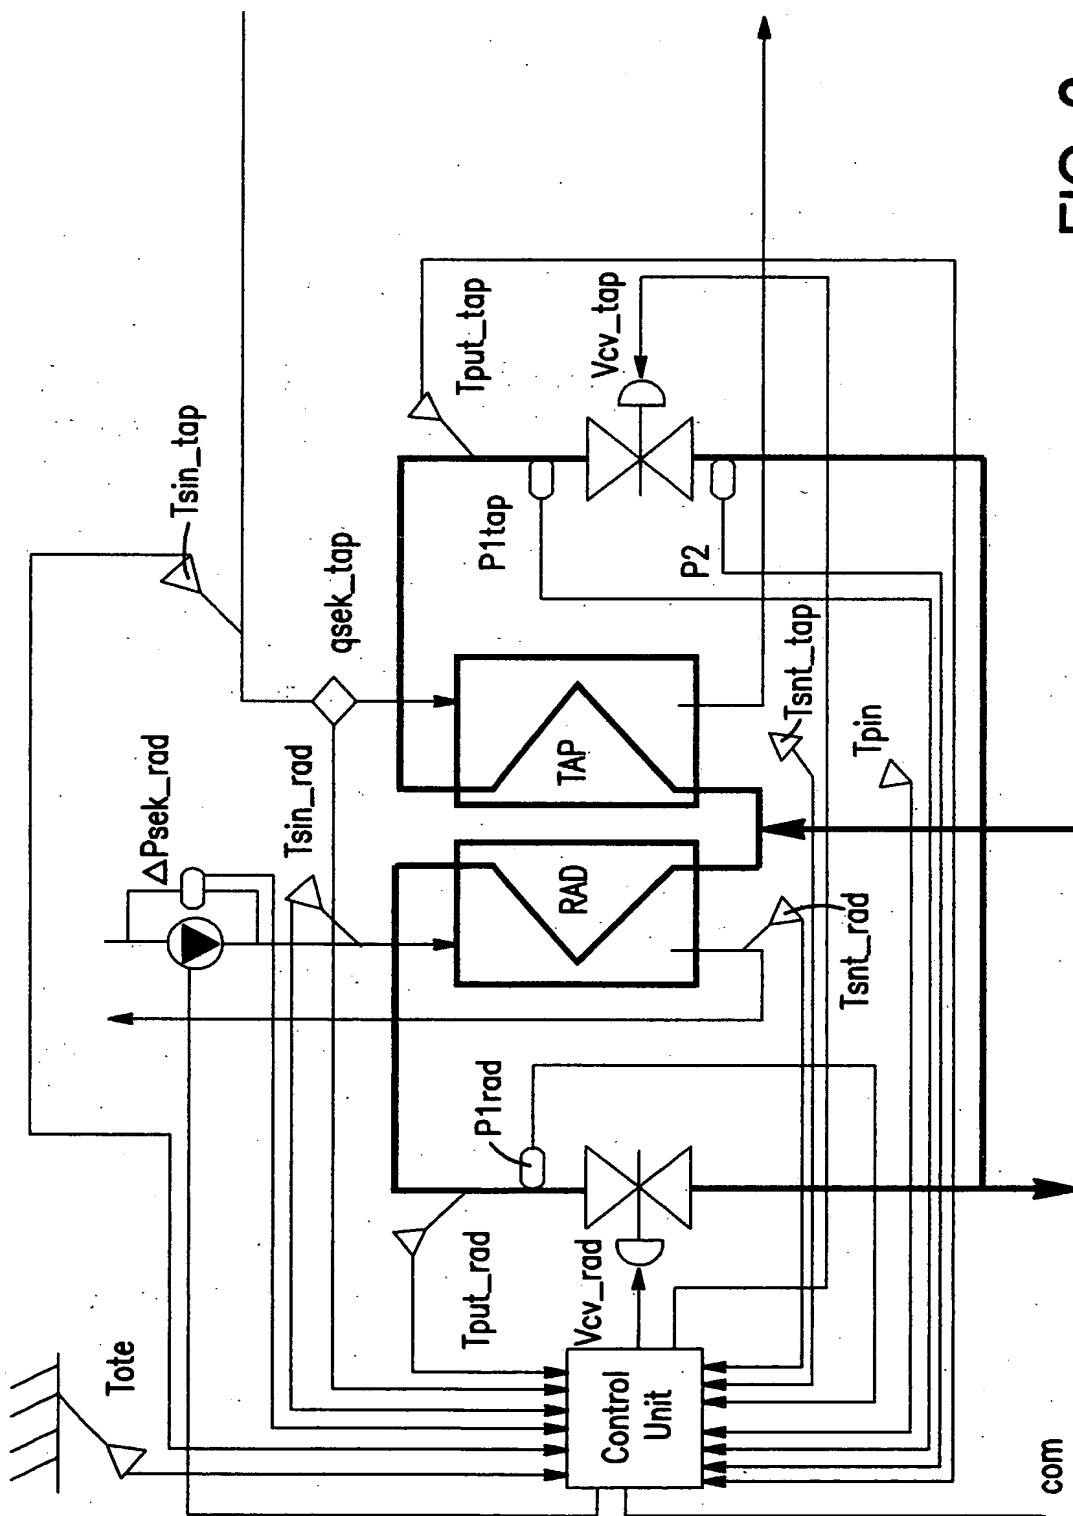 Tote
Tsin_tap
ΔPsek_rad
Tsin_rad
qsek_tap
Tput_tap
Vcv_tap
P1tap
P2
TAP
RAD
Tsnt_tap
Tpin
Tsnt_rad
P1rad
Tput_rad
Vcv_rad
Control
Unit
com
FIG.